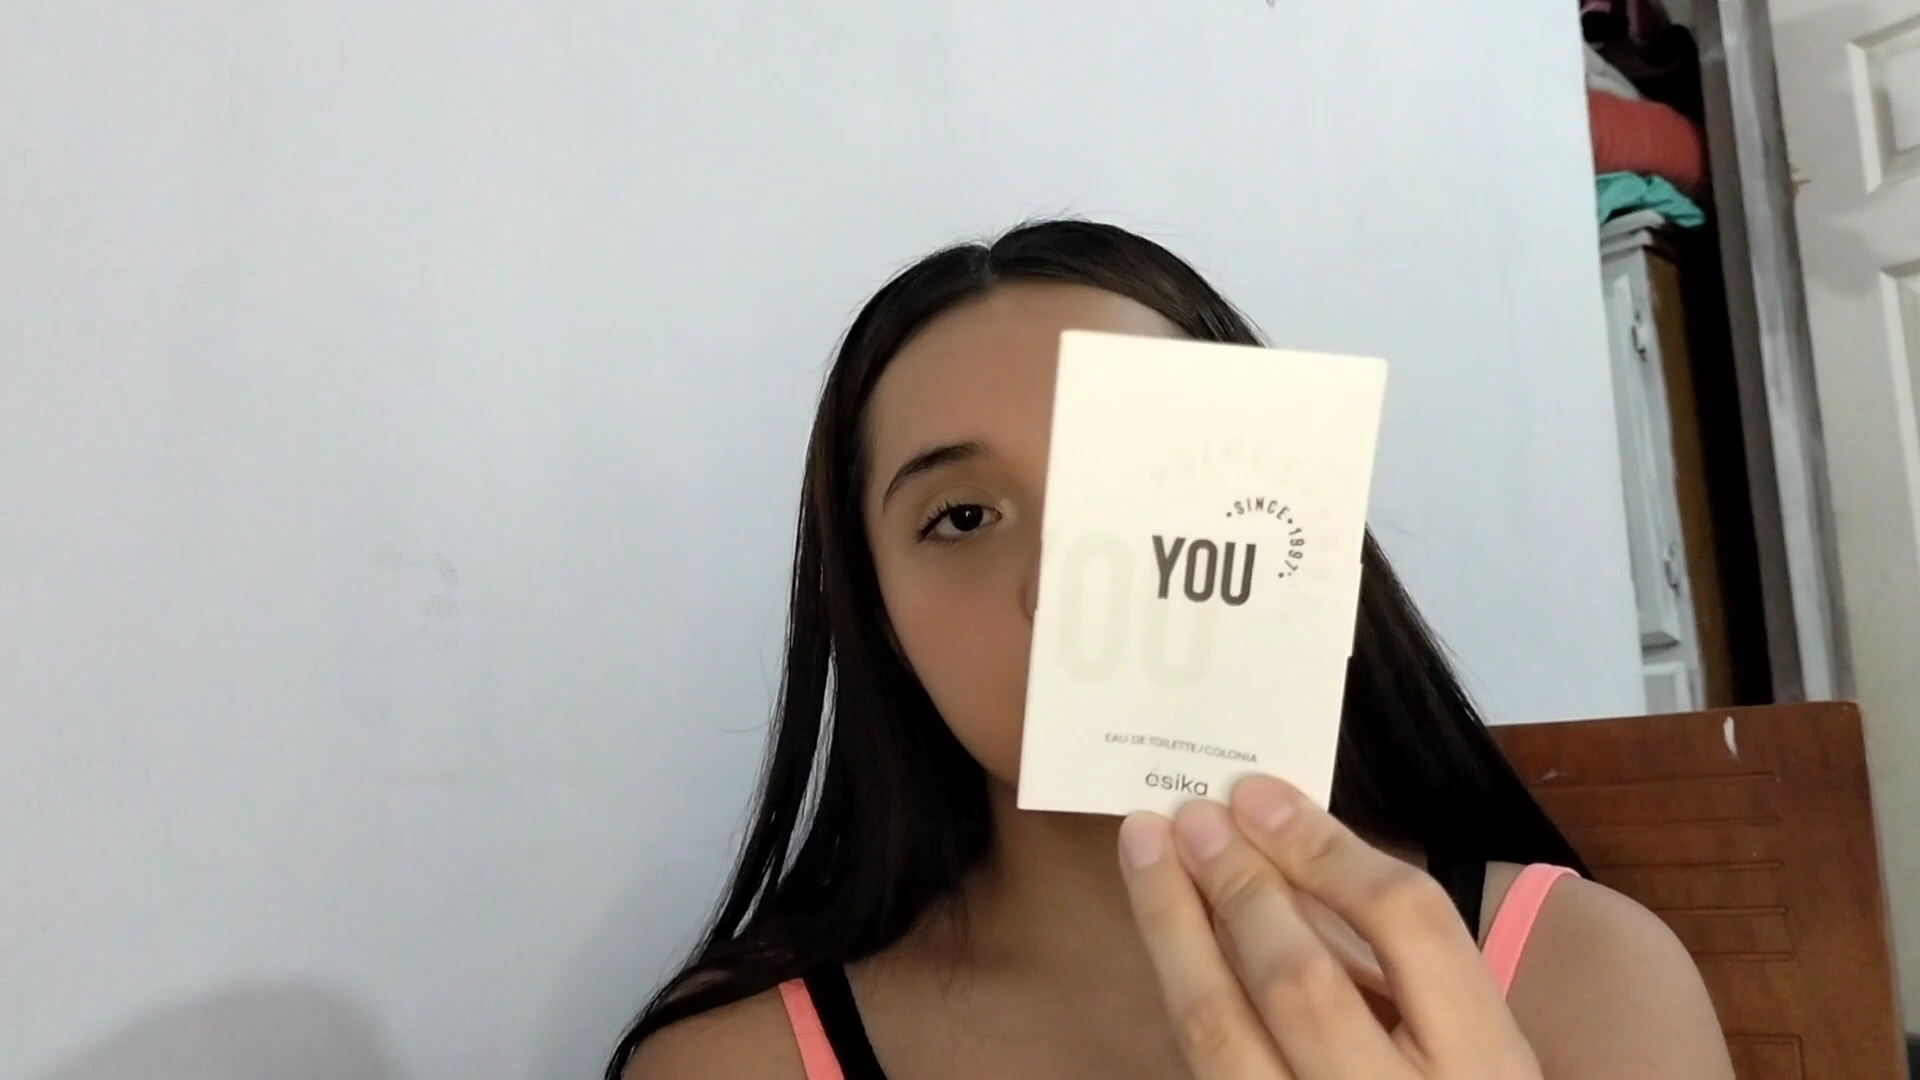 •SINCE•1997•
YOU
EAU DE TOILETTE/COLONIA
ésika